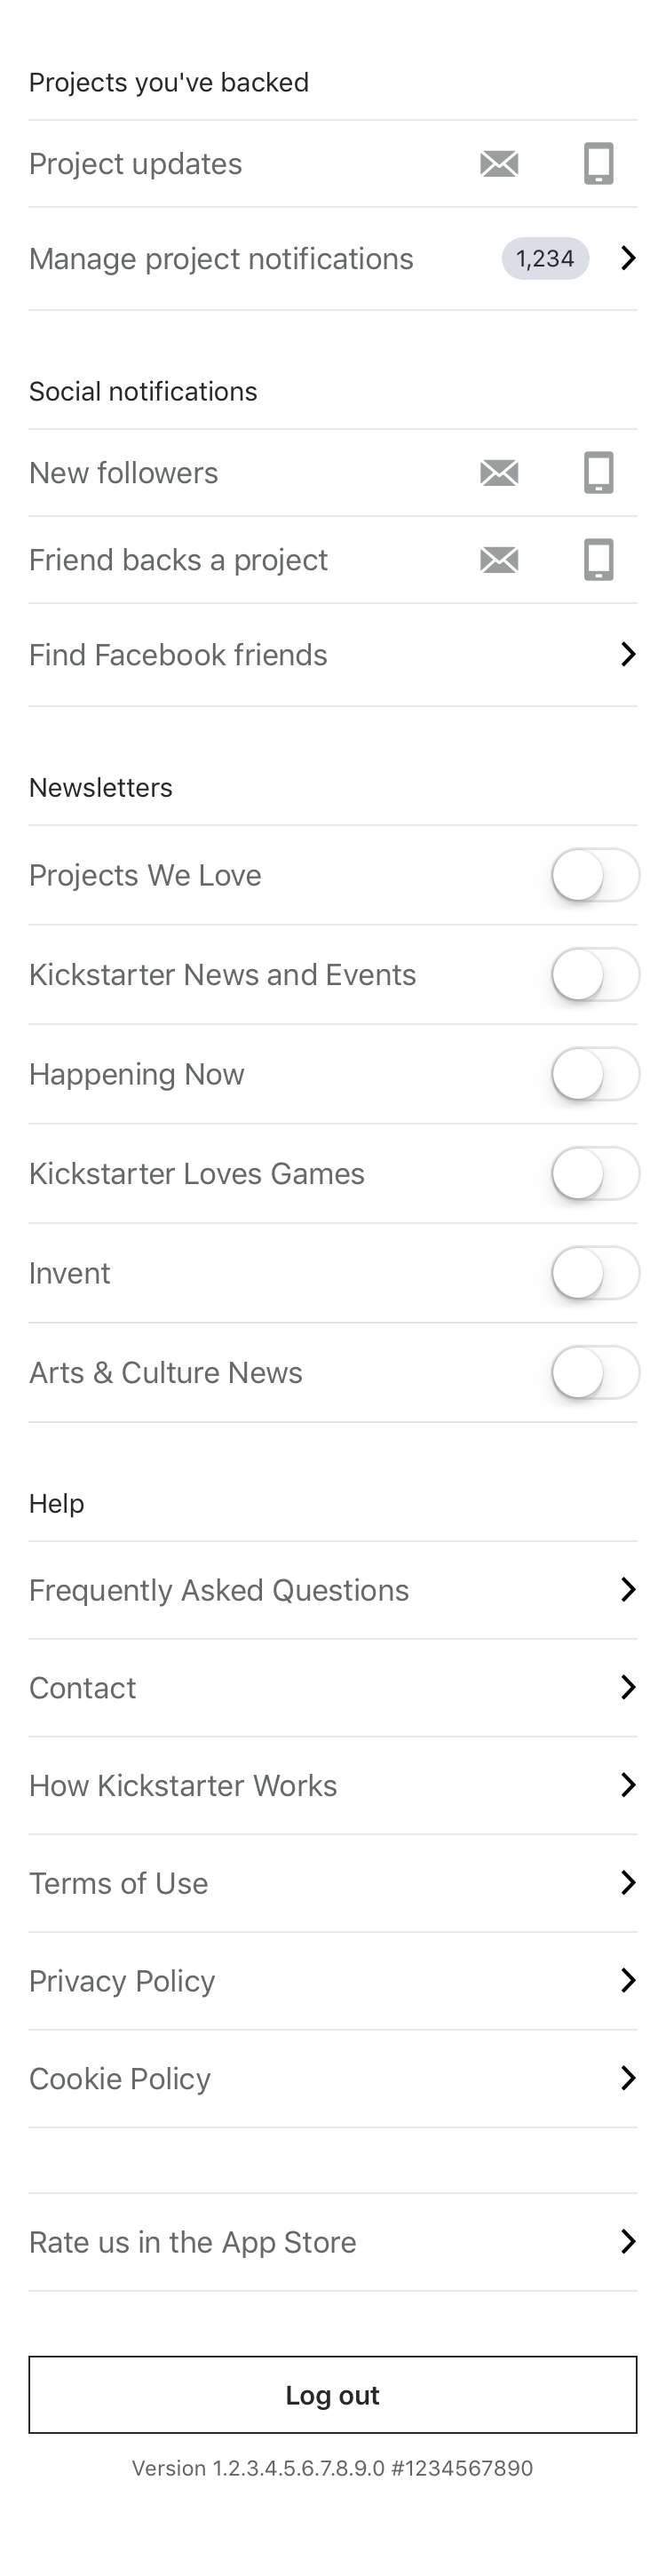 Projects you've backed
Project updates
Manage project notifications 1,234
Social notifications
New followers
Friend backs a project
Find Facebook friends
Newsletters
Projects We Love
Kickstarter News and Events
Happening Now
Kickstarter Loves Games
Invent
Arts & Culture News
Help
Frequently Asked Questions
Contact
How Kickstarter Works
Terms of Use
Privacy Policy
Cookie Policy
Rate us in the App Store
Log out
Version 1.2.3.4.5.6.7.8.9.0 #1234567890